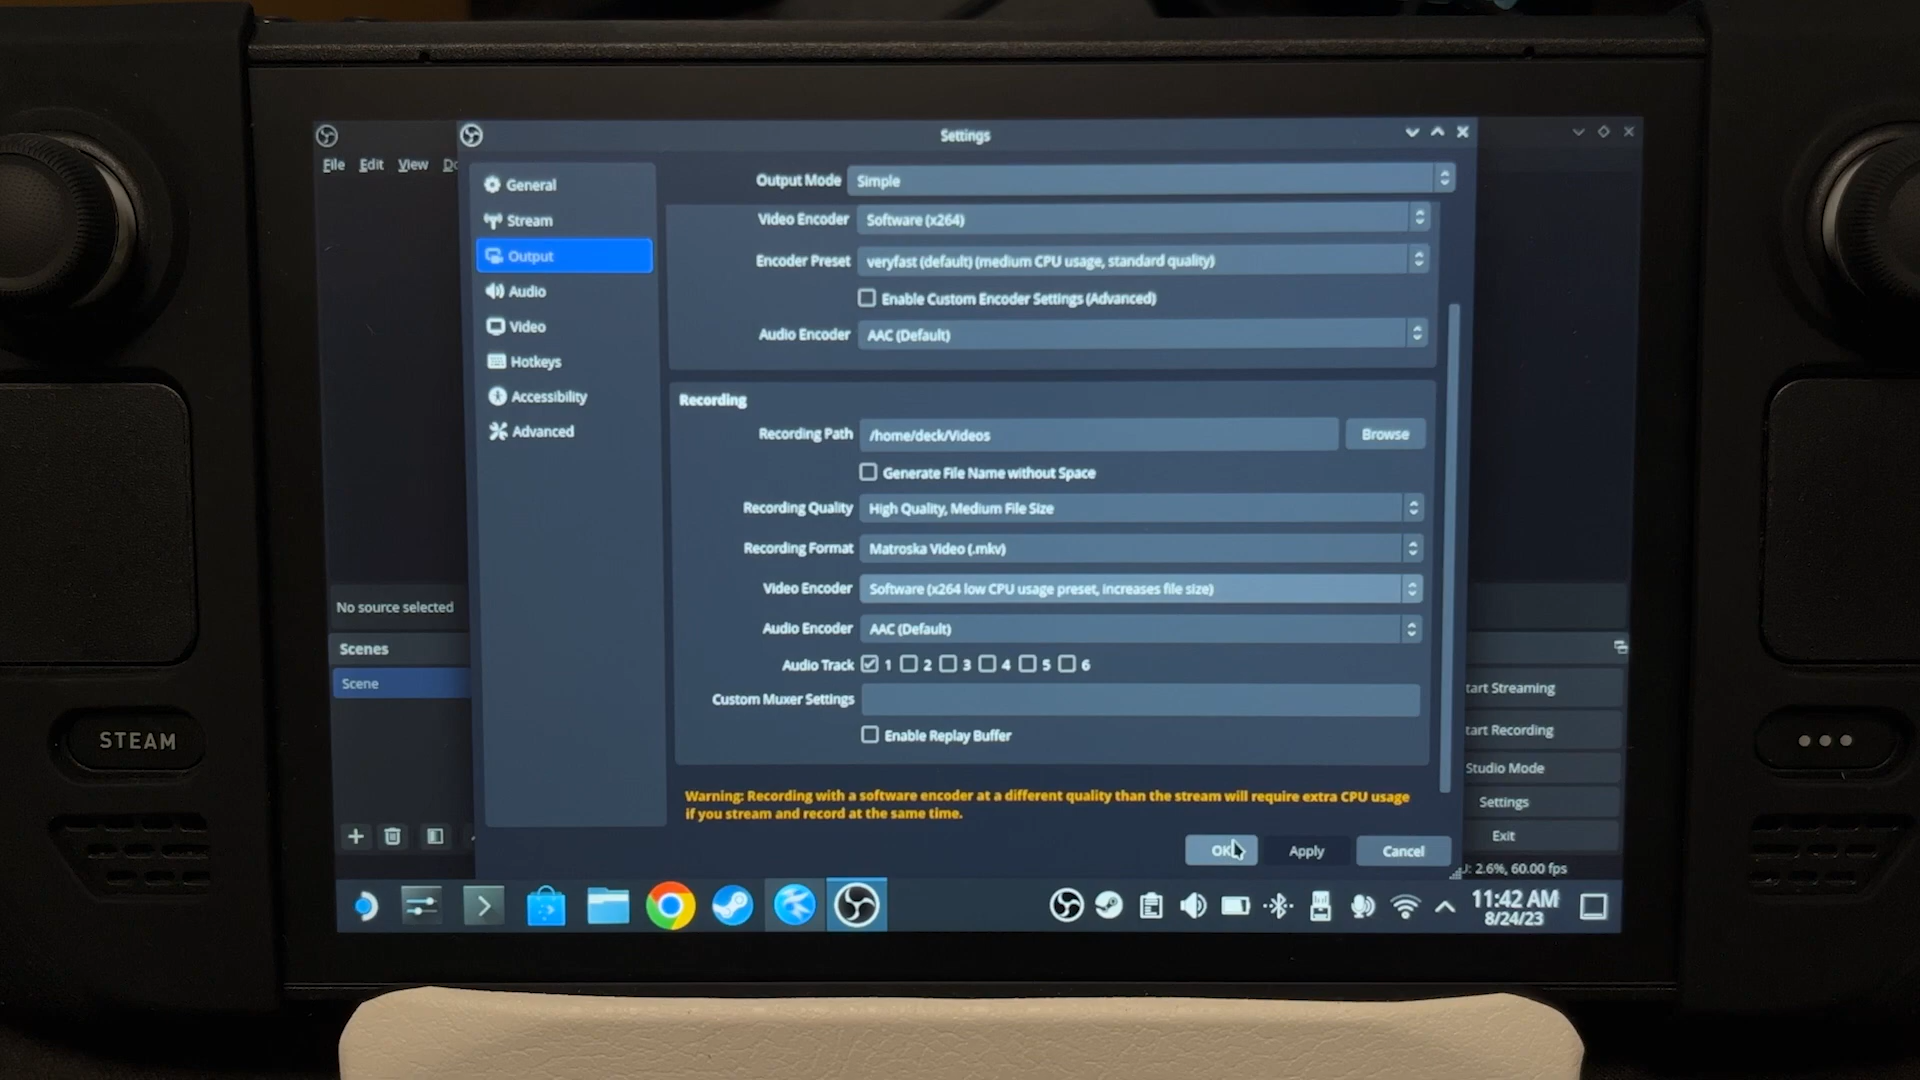 Settings
File Edit View
General
Stream
Output
Audio
Video
Hotkeys
Accessibility
Advanced
Output Mode Simple
Video Encoder Software (x264)
Encoder Preset veryfast (default) (medium CPU usage, standard quality)
Enable Custom Encoder Settings (Advanced)
Audio Encoder AAC (Default)
Recording
Recording Path /home/deck/Videos Browse
Generate File Name without Space
Recording Quality High Quality, Medium File Size
Recording Format Matroska Video (.mkv)
Video Encoder Software (x264 low CPU usage preset, increases file size)
Audio Encoder AAC (Default)
Audio Track 1 2 3 4 5 6
Custom Muxer Settings
Enable Replay Buffer
Warning: Recording with a software encoder at a different quality than the stream will require extra CPU usage
if you stream and record at the same time.
OK Apply Cancel
No source selected
Scenes
Scene
tart Streaming
tart Recording
Studio Mode
Settings
Exit
: 2.6%, 60.00 fps
11:42 AM
8/24/23
STEAM